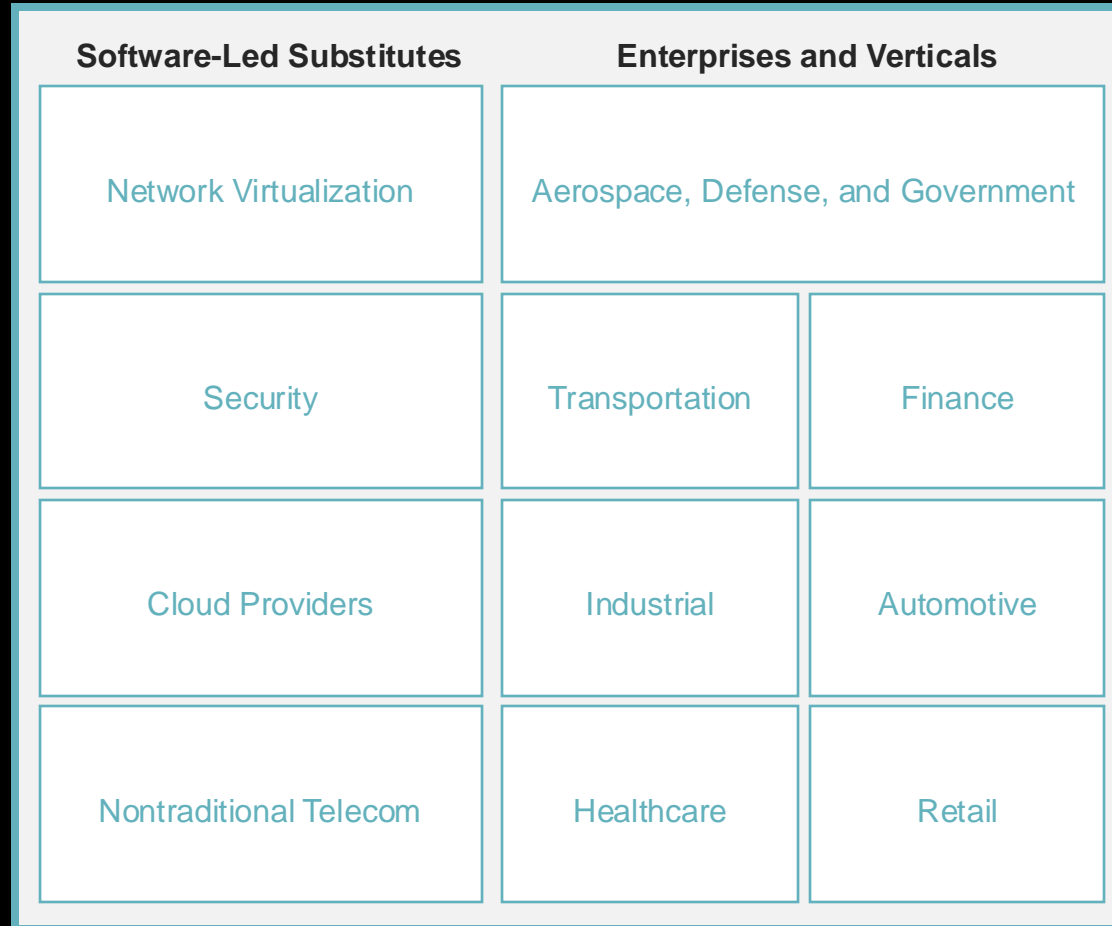 Software-Led Substitutes
Enterprises and Verticals
Network Virtualization
Aerospace, Defense, and Government
Security
Transportation
Finance
Cloud Providers
Industrial
Automotive
Nontraditional Telecom
Healthcare
Retail